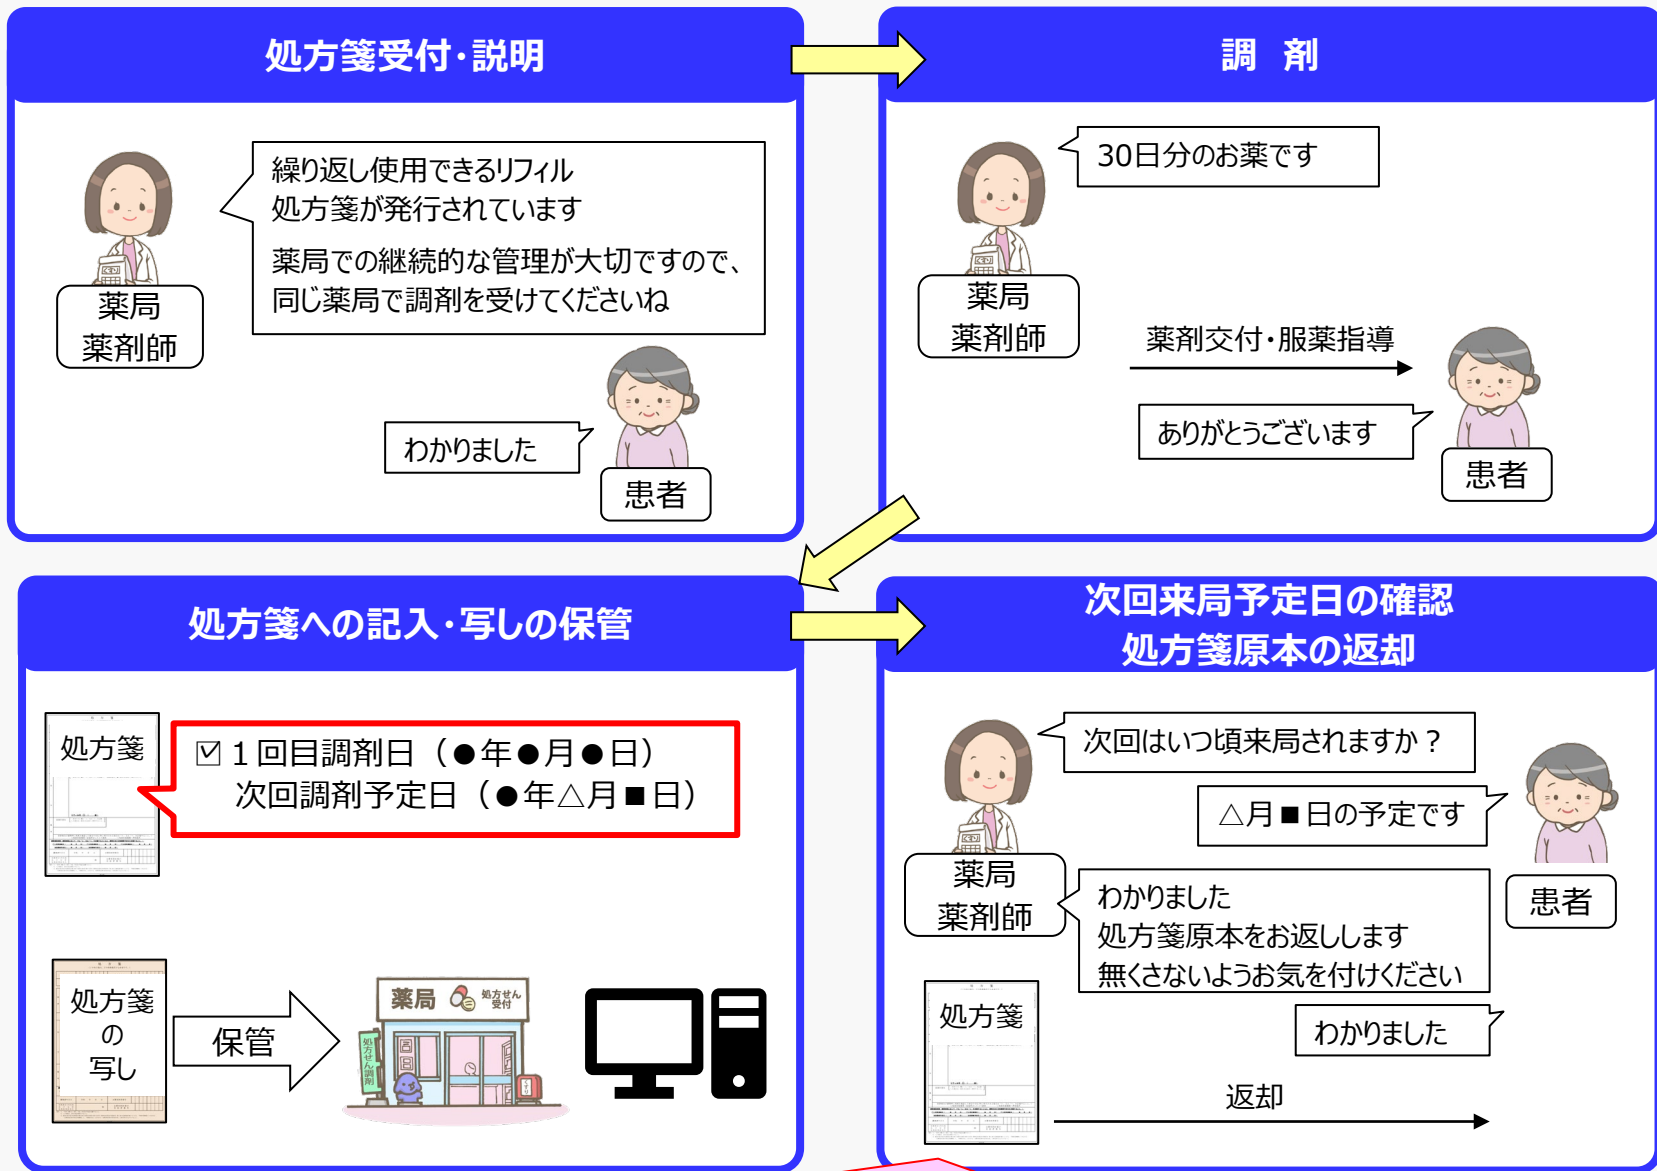 処方箋受付・説明
繰り返し使用できるリフィル
処方箋が発行されています
薬局での継続的な管理が大切ですので、
同じ薬局で調剤を受けてくださいね
薬局
薬剤師
わかりました
患者
調 剤
30日分のお薬です
薬局
薬剤師
薬剤交付・服薬指導
ありがとうございます
患者
処方箋への記入・写しの保管
処方箋
☑１回目調剤日（●年●月●日）
次回調剤予定日（●年△月■日）
処方箋
の
写し
保管
薬局
処方せん
受付
処方せん調剤
次回来局予定日の確認
処方箋原本の返却
次回はいつ頃来局されますか？
△月■日の予定です
薬局
薬剤師
患者
わかりました
処方箋原本をお返しします
無くさないようお気を付けください
処方箋
わかりました
返却